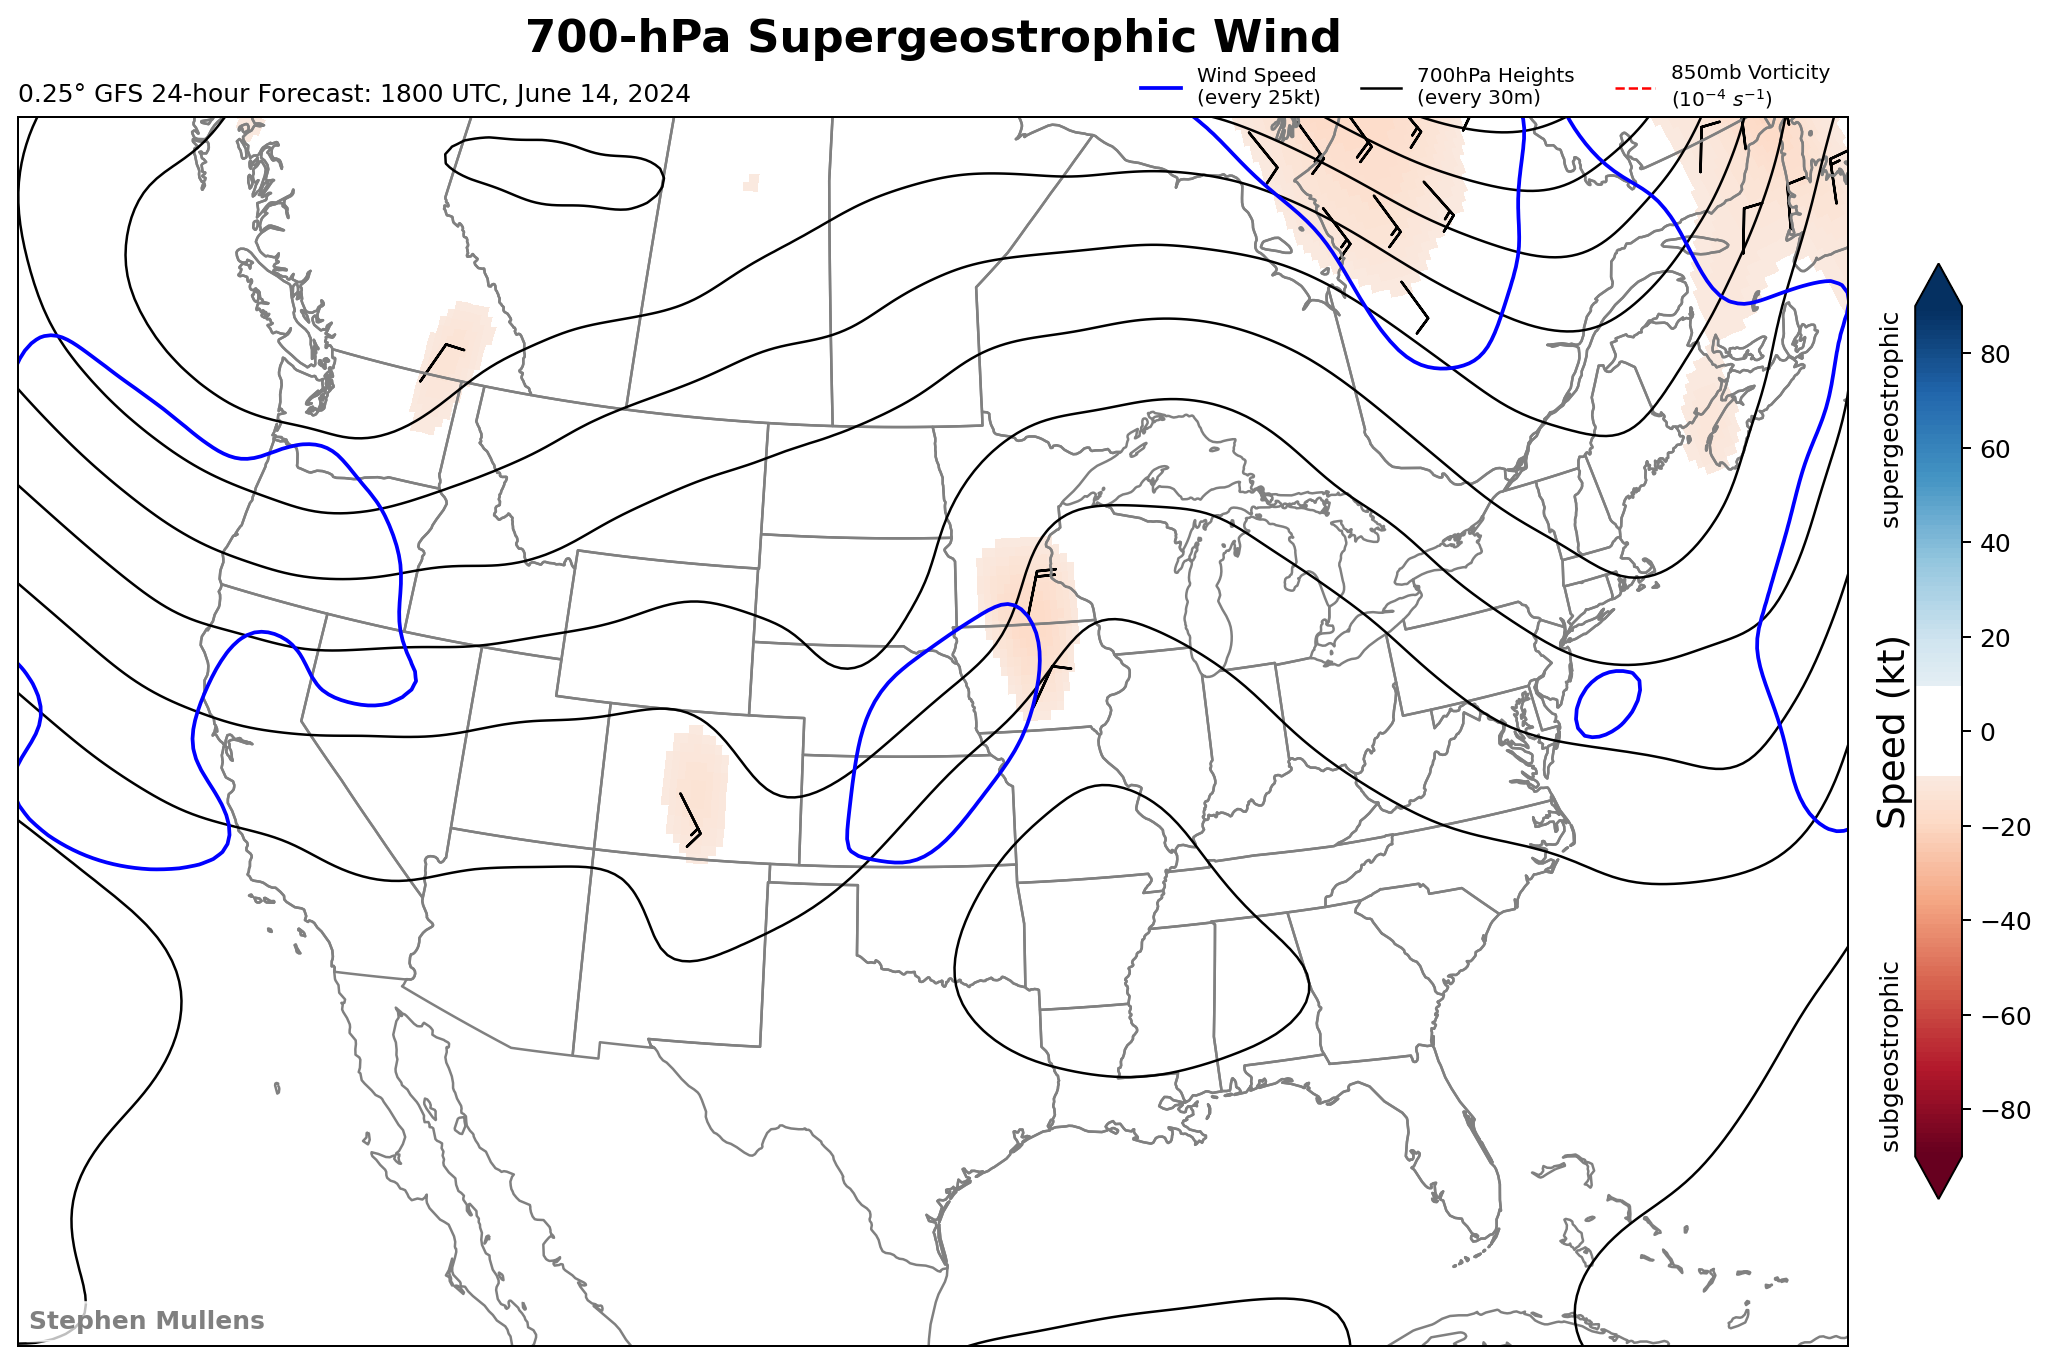 700-hPa Supergeostrophic Wind
0.25° GFS 24-hour Forecast: 1800 UTC, June 14, 2024
Wind Speed
(every 25kt)
700hPa Heights
(every 30m)
850mb Vorticity
(10⁻⁴ s⁻¹)
supergeostrophic
subgeostrophic
Speed (kt)
80
60
40
20
0
−20
−40
−60
−80
Stephen Mullens